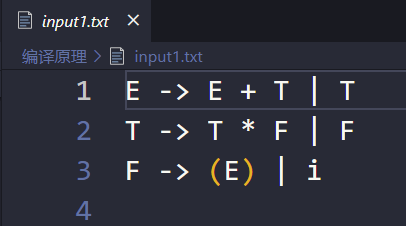 input1.txt ×
编译原理 > input1.txt
1 E -> E + T | T
2 T -> T * F | F
3 F -> (E) | i
4